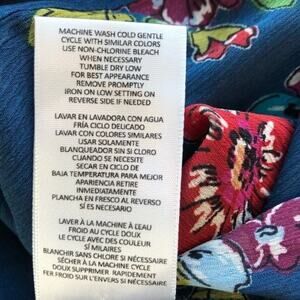 MACHINE WASH COLD GENTLE
CYCLE WITH SIMILAR COLORS
USE NON-CHLORINE BLEACH
WHEN NECESSARY
TUMBLE DRY LOW
FOR BEST APPEARANCE
REMOVE PROMPTLY
IRON ON LOW SETTING ON
REVERSE SIDE IF NEEDED
LAVAR EN LAVADORA CON AGUA
FRÍA CICLO DELICADO
LAVAR CON COLORES SIMILARES
USAR SOLAMENTE
BLANQUEADOR SIN SI CLORO
CUANDO SE NECESITE
SECAR EN CICLO DE
BAJA TEMPERATURA PARA MEJOR
APARIENCIA RETIRE
INMEDIATAMENTE
PLANCHA EN FRESCO AL REVERSO
SÍ ES NECESARIO
LAVER À LA MACHINE À L'EAU
FROID AU CYCLE DOUX
LE CYCLE AVEC DES COULEUR
SÍ MILAIRES
BLANCHIR SANS CHLORE SI NÉCESSAIRE
SÉCHER À LA MACHINE À CYCLE
DOUX SUPPRIMER RAPIDEMENT
FER FROID SUR L'ENVERS SI NÉCESSAIRE